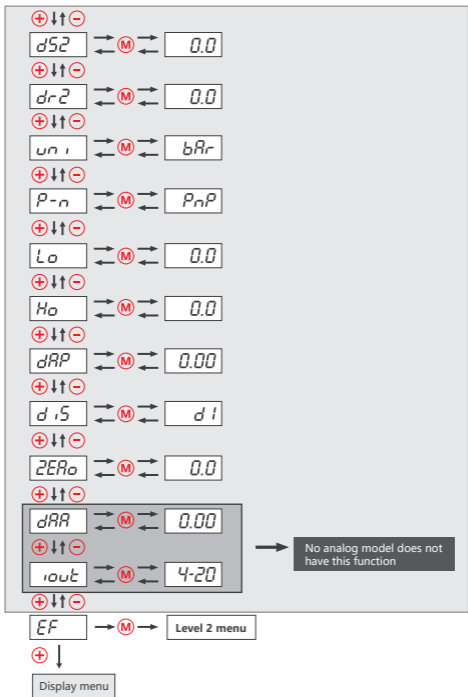 + -
dS2 M 0.0
+ -
dr2 M 0.0
+ -
uni M bAr
+ -
P-n M PnP
+ -
Lo M 0.0
+ -
Ho M 0.0
+ -
dAP M 0.00
+ -
diS M d1
+ -
ZERo M 0.0
+ -
dAA M 0.00
+ -
No analog model does not
have this function
iout M 4-20
+ -
EF M Level 2 menu
+
Display menu